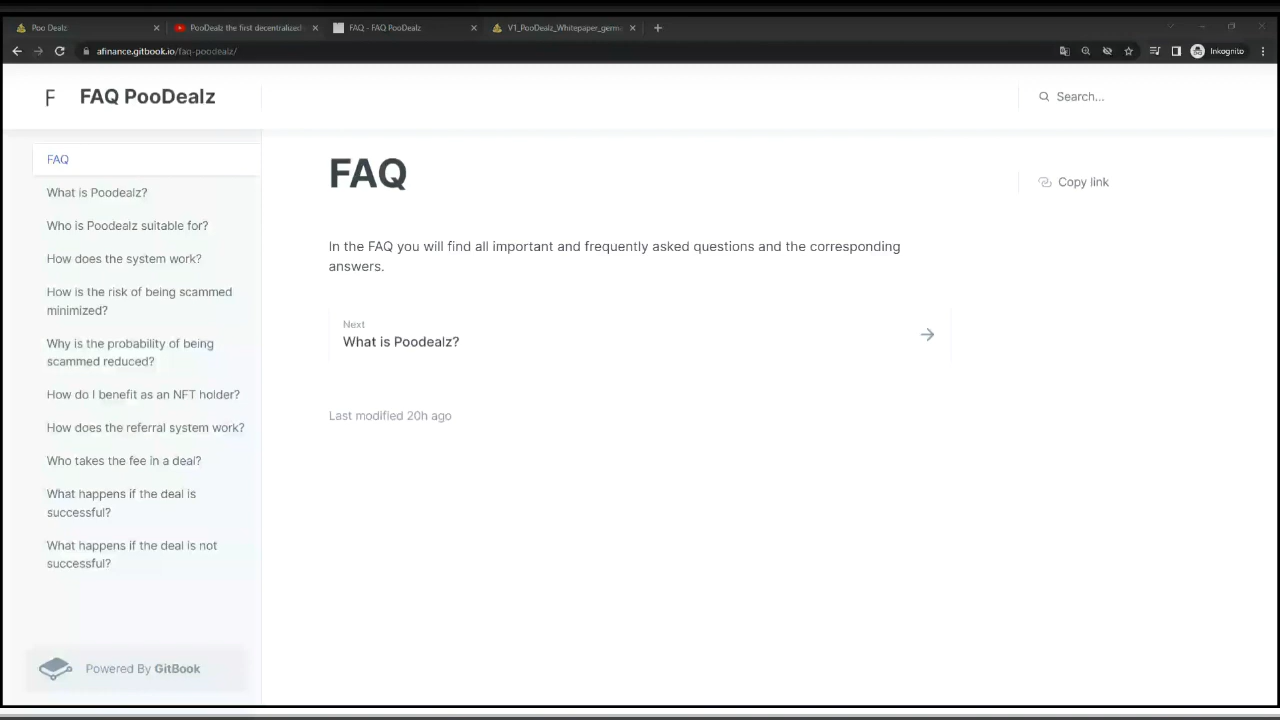 Poo Dealz
PooDealz the first decentralized
FAQ - FAQ PooDealz
V1_PooDealz_Whitepaper_germ
afinance.gitbook.io/faq-poodealz/
Inkognito
F
FAQ PooDealz
Search...
FAQ
What is Poodealz?
Who is Poodealz suitable for?
How does the system work?
How is the risk of being scammed
minimized?
Why is the probability of being
scammed reduced?
How do I benefit as an NFT holder?
How does the referral system work?
Who takes the fee in a deal?
What happens if the deal is
successful?
What happens if the deal is not
successful?
Powered By GitBook
FAQ
Copy link
In the FAQ you will find all important and frequently asked questions and the corresponding
answers.
Next
What is Poodealz?
Last modified 20h ago